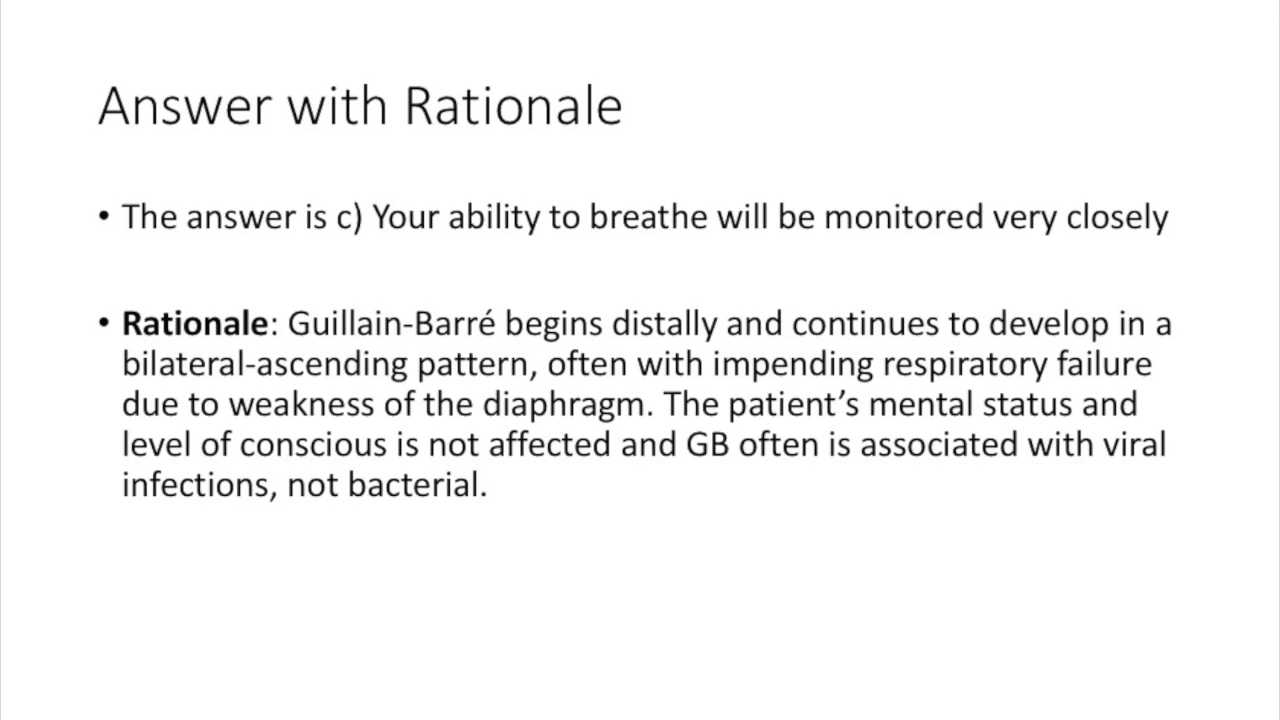 Answer with Rationale
• The answer is c) Your ability to breathe will be monitored very closely
• Rationale: Guillain-Barré begins distally and continues to develop in a
bilateral-ascending pattern, often with impending respiratory failure
due to weakness of the diaphragm. The patient’s mental status and
level of conscious is not affected and GB often is associated with viral
infections, not bacterial.